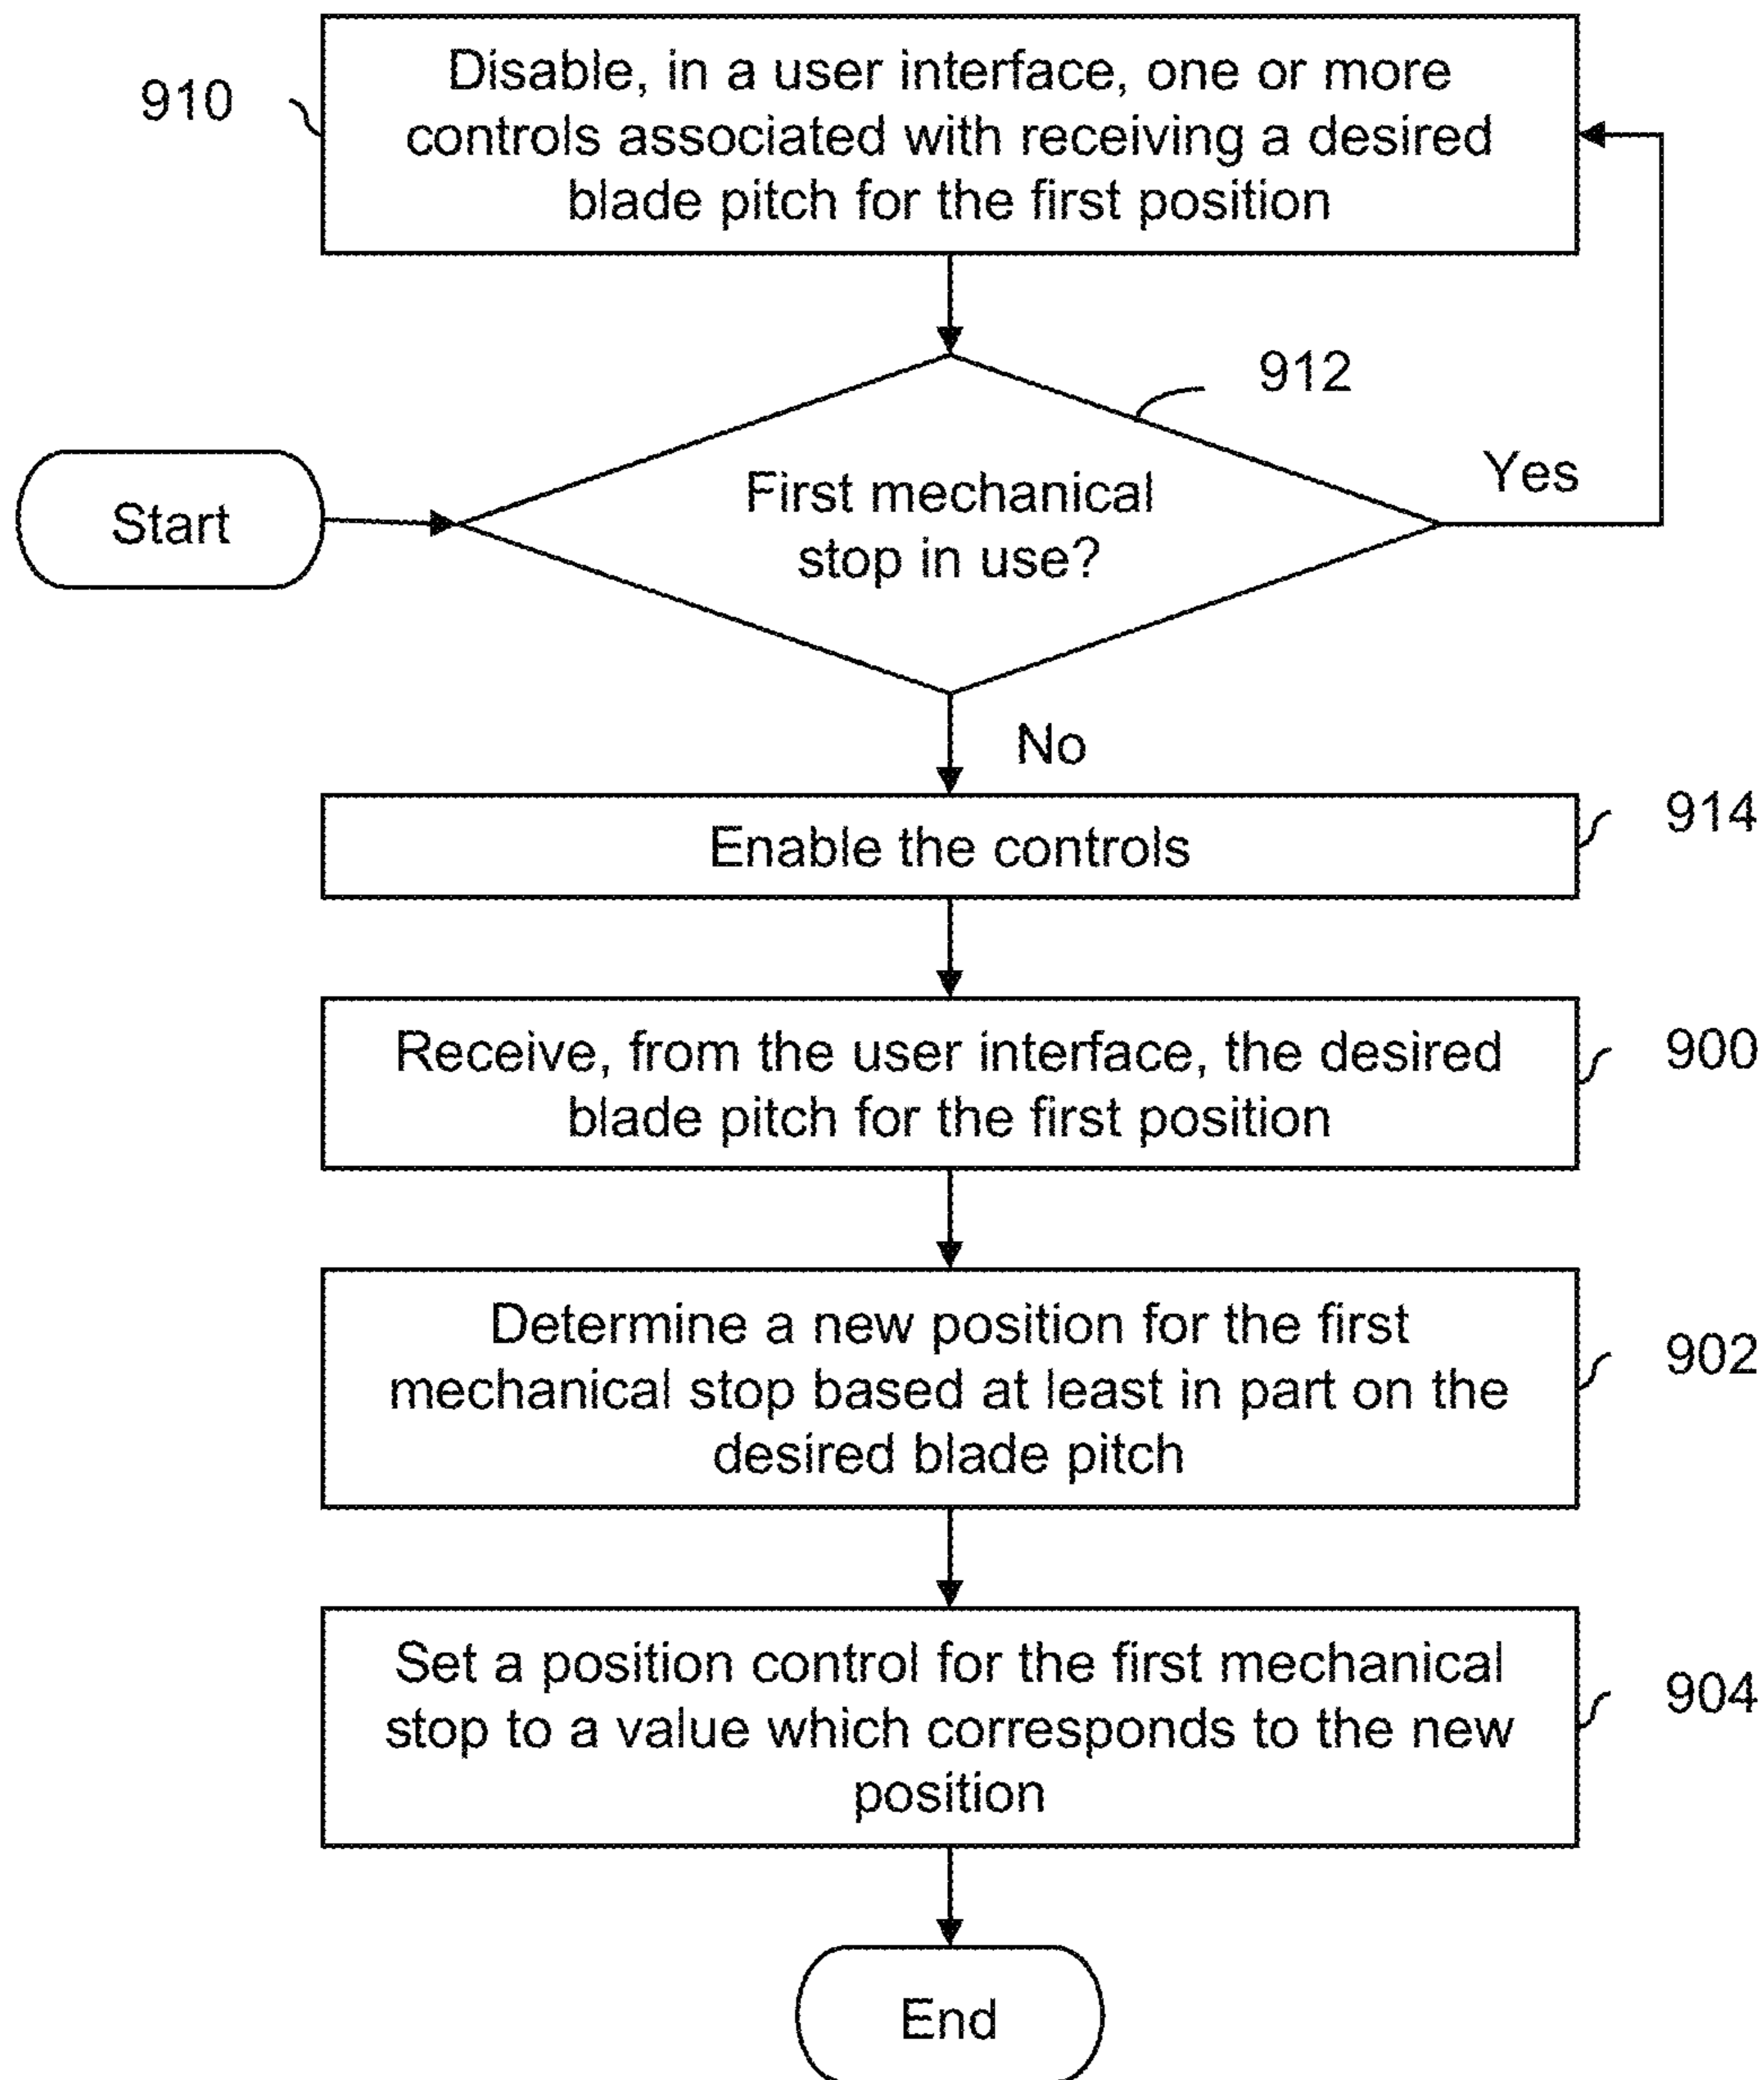 910
Disable, in a user interface, one or more
controls associated with receiving a desired
blade pitch for the first position
912
Start
First mechanical
stop in use?
Yes
No
Enable the controls
914
Receive, from the user interface, the desired
blade pitch for the first position
900
Determine a new position for the first
mechanical stop based at least in part on the
desired blade pitch
902
Set a position control for the first mechanical
stop to a value which corresponds to the new
position
904
End